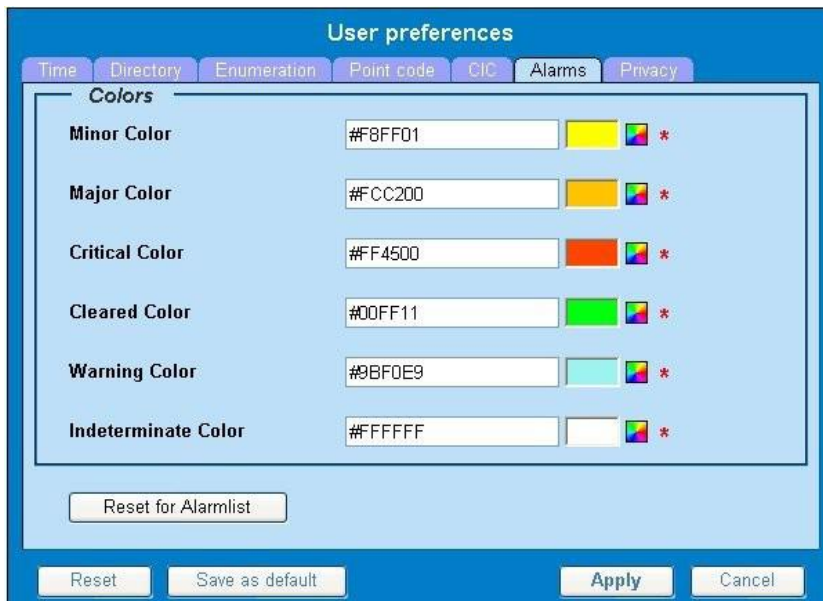 User preferences
Time Directory Enumeration Point code CIC Alarms Privacy
Colors
Minor Color #F8FF01 *
Major Color #FCC200 *
Critical Color #FF4500 *
Cleared Color #00FF11 *
Warning Color #9BF0E9 *
Indeterminate Color #FFFFFF *
Reset for Alarmlist
Reset Save as default Apply Cancel